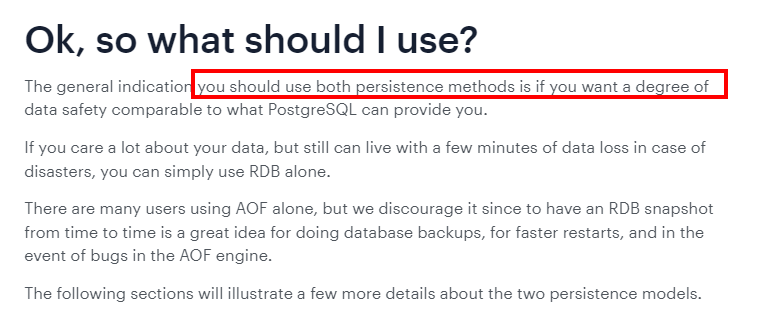 Ok, so what should I use?
The general indication you should use both persistence methods is if you want a degree of
data safety comparable to what PostgreSQL can provide you.
If you care a lot about your data, but still can live with a few minutes of data loss in case of
disasters, you can simply use RDB alone.
There are many users using AOF alone, but we discourage it since to have an RDB snapshot
from time to time is a great idea for doing database backups, for faster restarts, and in the
event of bugs in the AOF engine.
The following sections will illustrate a few more details about the two persistence models.